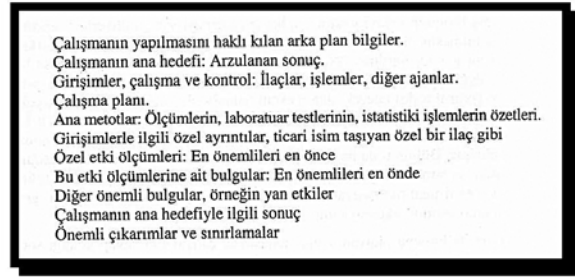 Çalışmanın yapılmasını haklı kılan arka plan bilgiler.
Çalışmanın ana hedefi: Arzulanan sonuç.
Girişimler, çalışma ve kontrol: İlaçlar, işlemler, diğer ajanlar.
Çalışma planı.
Ana metotlar: Ölçümlerin, laboratuar testlerinin, istatistiki işlemlerin özetleri.
Girişimlerle ilgili özel ayrıntılar, ticari isim taşıyan özel bir ilaç gibi
Özel etki ölçümleri: En önemlileri en önce
Bu etki ölçümlerine ait bulgular: En önemlileri en önde
Diğer önemli bulgular, örneğin yan etkiler
Çalışmanın ana hedefiyle ilgili sonuç
Önemli çıkarımlar ve sınırlamalar